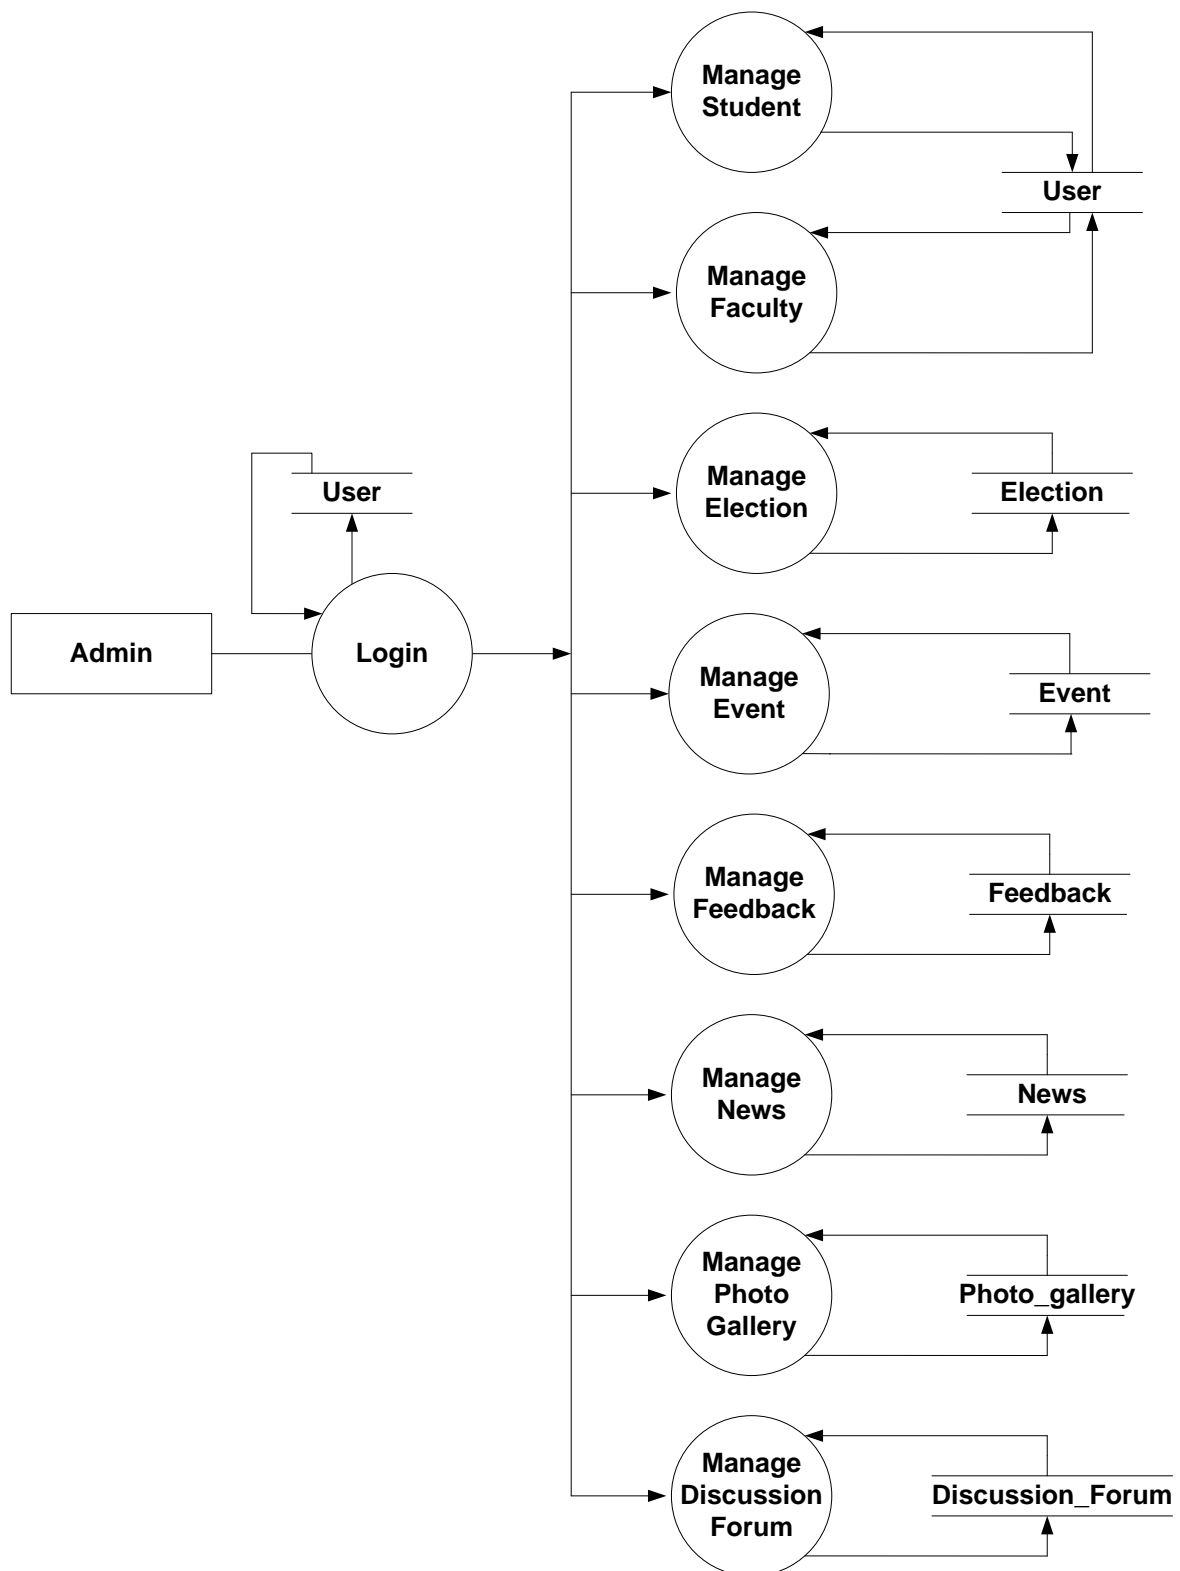 Manage
Student
User
Manage
Faculty
User
Manage
Election
Election
Admin
Login
Manage
Event
Event
Manage
Feedback
Feedback
Manage
News
News
Manage
Photo
Gallery
Photo_gallery
Manage
Discussion
Forum
Discussion_Forum